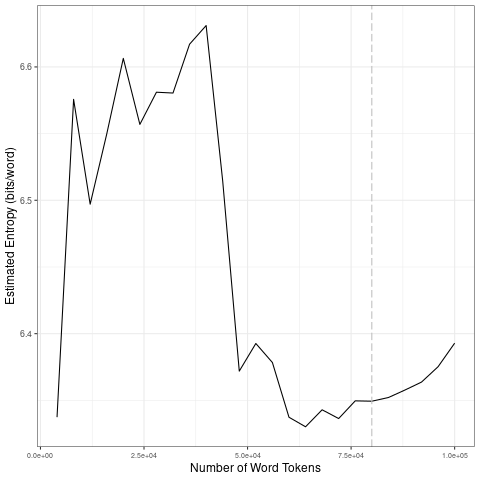 Estimated Entropy (bits/word)
6.6
6.5
6.4
0.0e+00 2.5e+04 5.0e+04 7.5e+04 1.0e+05
Number of Word Tokens